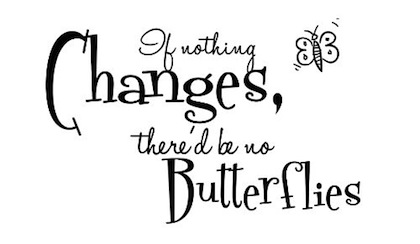 If nothing
Changes,
there'd be no
Butterflies